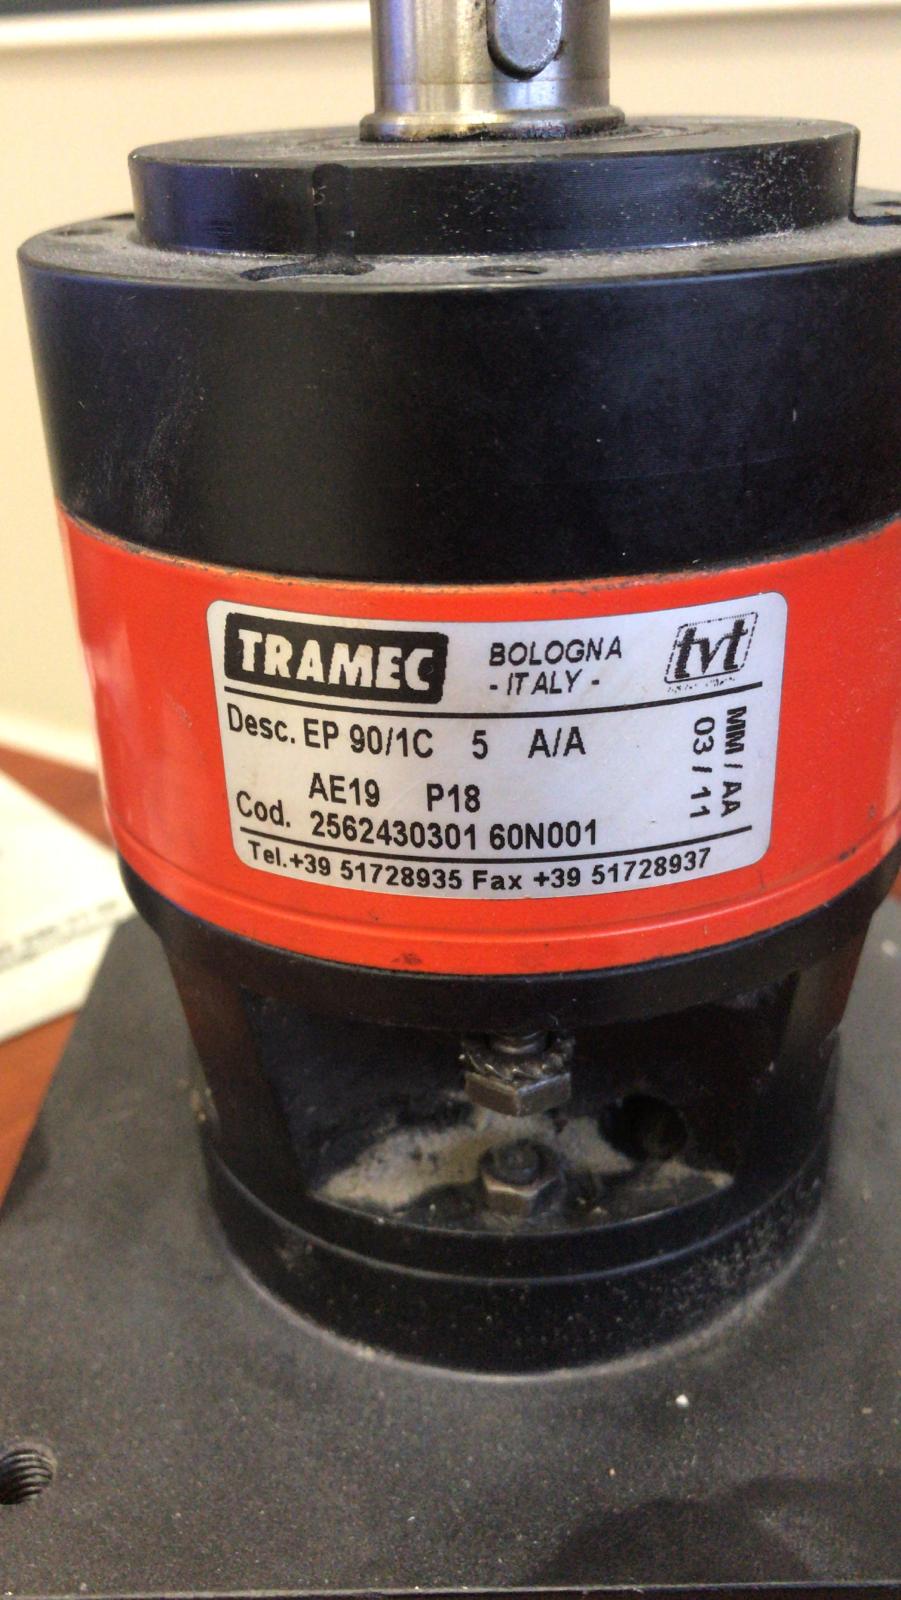 TRAMEC
BOLOGNA
- ITALY -
tvt
Desc. EP 90/1C 5 A/A
AE19 P18
Cod. 2562430301 60N001
MM / AA
03 / 11
Tel.+39 51728935 Fax +39 51728937